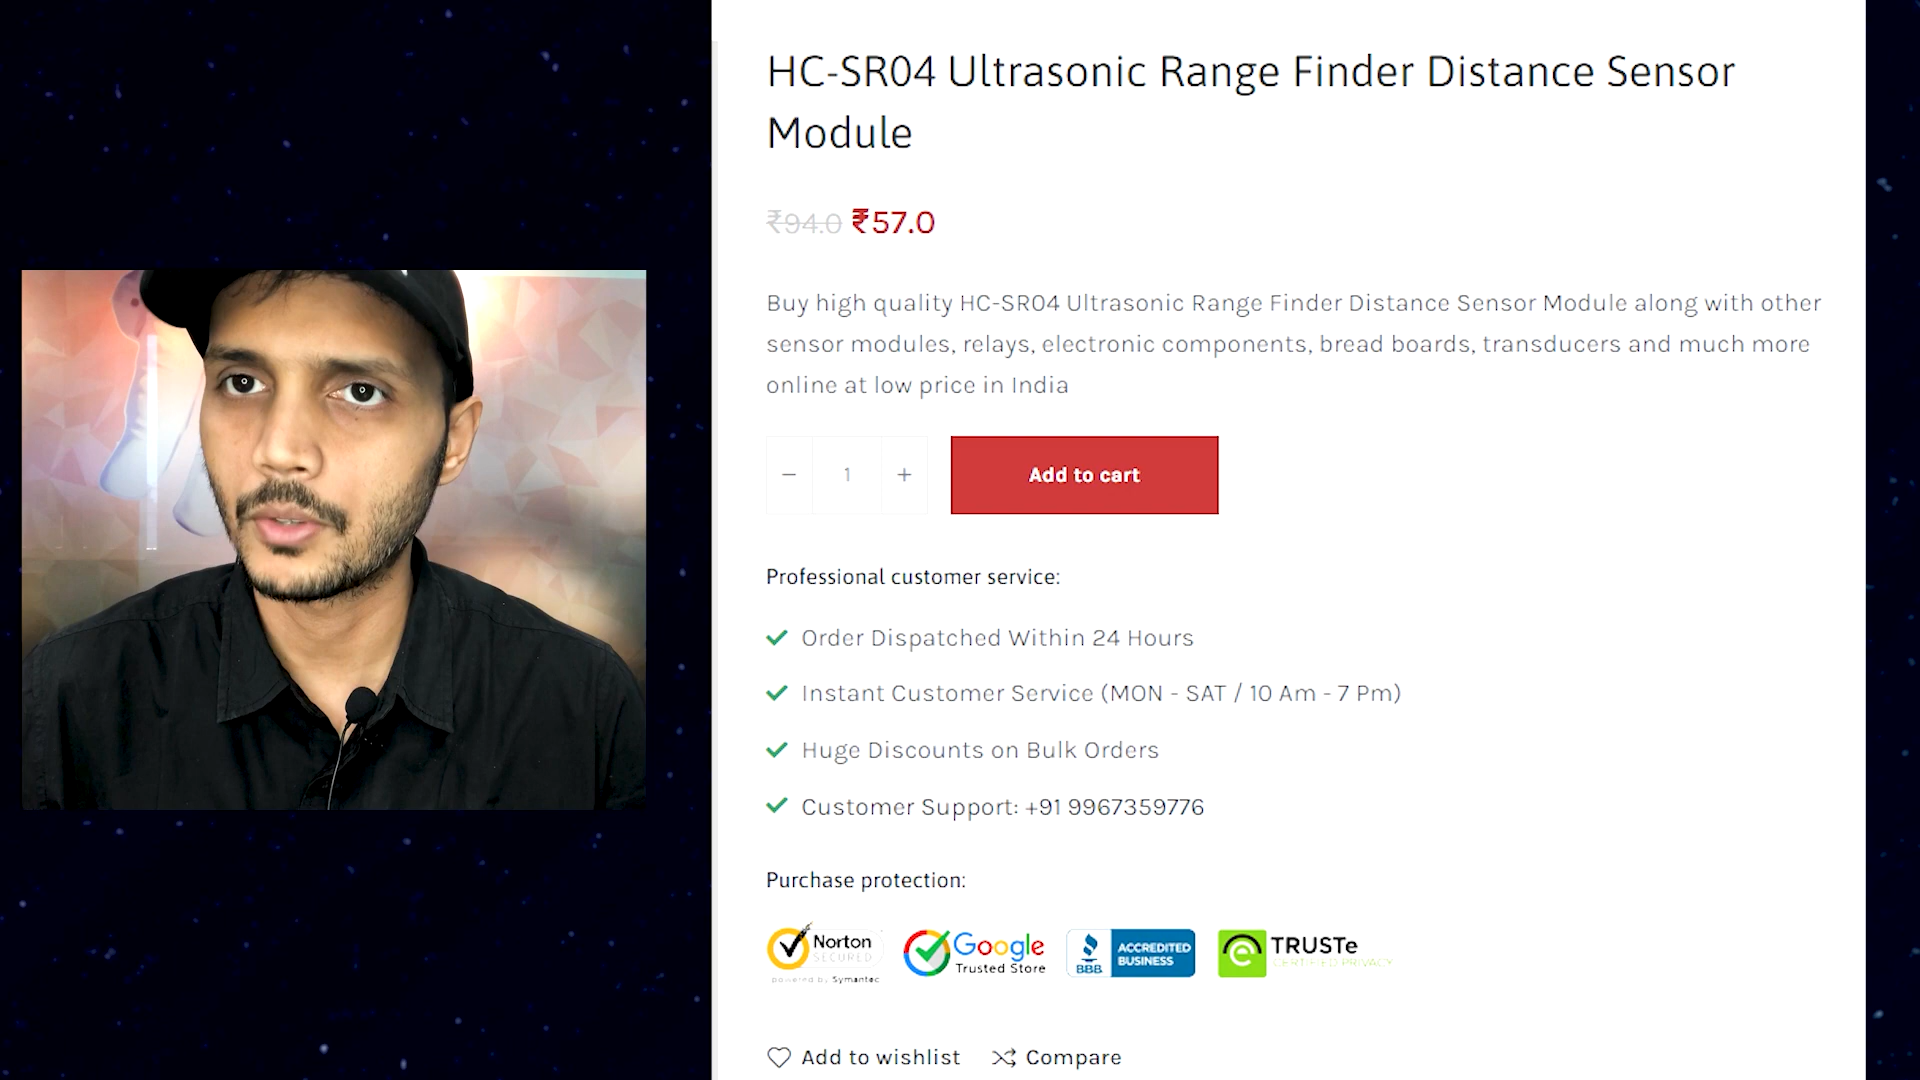 HC-SR04 Ultrasonic Range Finder Distance Sensor
Module
₹94.0 ₹57.0
Buy high quality HC-SR04 Ultrasonic Range Finder Distance Sensor Module along with other
sensor modules, relays, electronic components, bread boards, transducers and much more
online at low price in India
− 1 +
Add to cart
Professional customer service:
Order Dispatched Within 24 Hours
Instant Customer Service (MON - SAT / 10 Am - 7 Pm)
Huge Discounts on Bulk Orders
Customer Support: +91 9967359776
Purchase protection:
Norton
SECURED
powered by Symantec
Google
Trusted Store
BBB
ACCREDITED
BUSINESS
TRUSTe
CERTIFIED PRIVACY
Add to wishlist
Compare